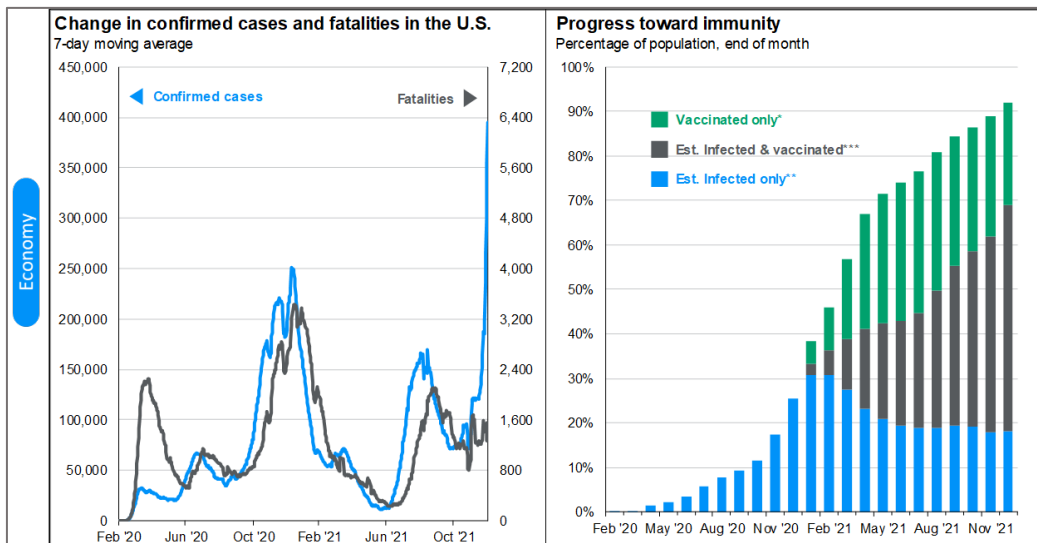 Economy
Change in confirmed cases and fatalities in the U.S.
7-day moving average
450,000
400,000
350,000
300,000
250,000
200,000
150,000
100,000
50,000
0
7,200
6,400
5,600
4,800
4,000
3,200
2,400
1,600
800
0
Confirmed cases
Fatalities
Feb '20 Jun '20 Oct '20 Feb '21 Jun '21 Oct '21
Progress toward immunity
Percentage of population, end of month
100%
90%
80%
70%
60%
50%
40%
30%
20%
10%
0%
Vaccinated only*
Est. Infected & vaccinated***
Est. Infected only**
Feb '20 May '20 Aug '20 Nov '20 Feb '21 May '21 Aug '21 Nov '21